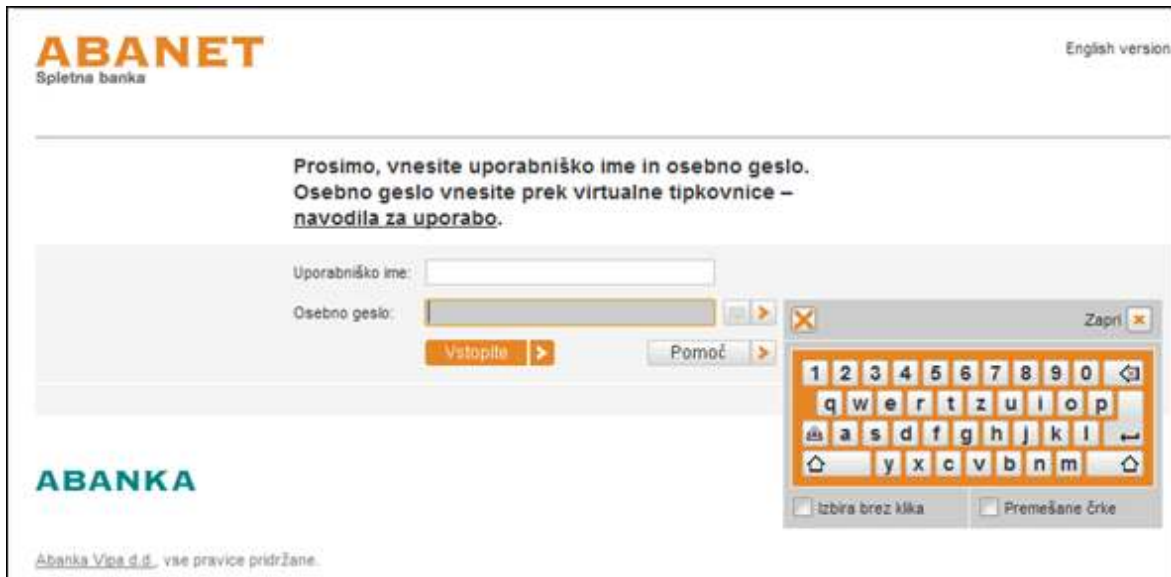 ABANET
Spletna banka
English version
Prosimo, vnesite uporabniško ime in osebno geslo.
Osebno geslo vnesite prek virtualne tipkovnice –
navodila za uporabo.
Uporabniško ime:
Osebno geslo:
Vstopite
Pomoč
Zapri
1 2 3 4 5 6 7 8 9 0
q w e r t z u i o p
a s d f g h j k l
y x c v b n m
Izbira brez klika
Premešane črke
ABANKA
Abanka Vipa d.d., vse pravice pridržane.